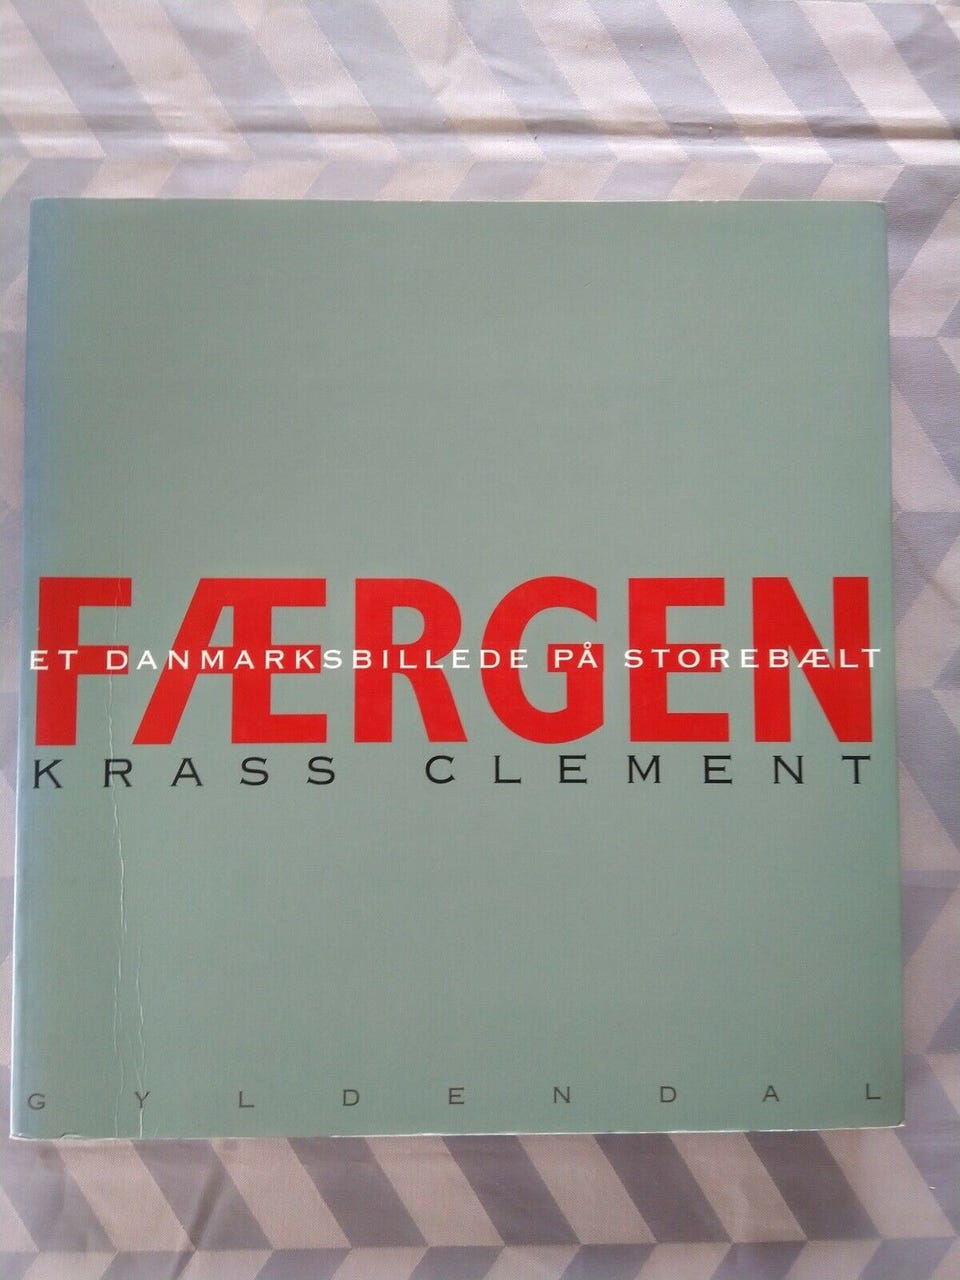 FÆRGEN
ET DANMARKSBILLEDE PÅ STOREBÆLT
KRASS CLEMENT
GYLDENDAL